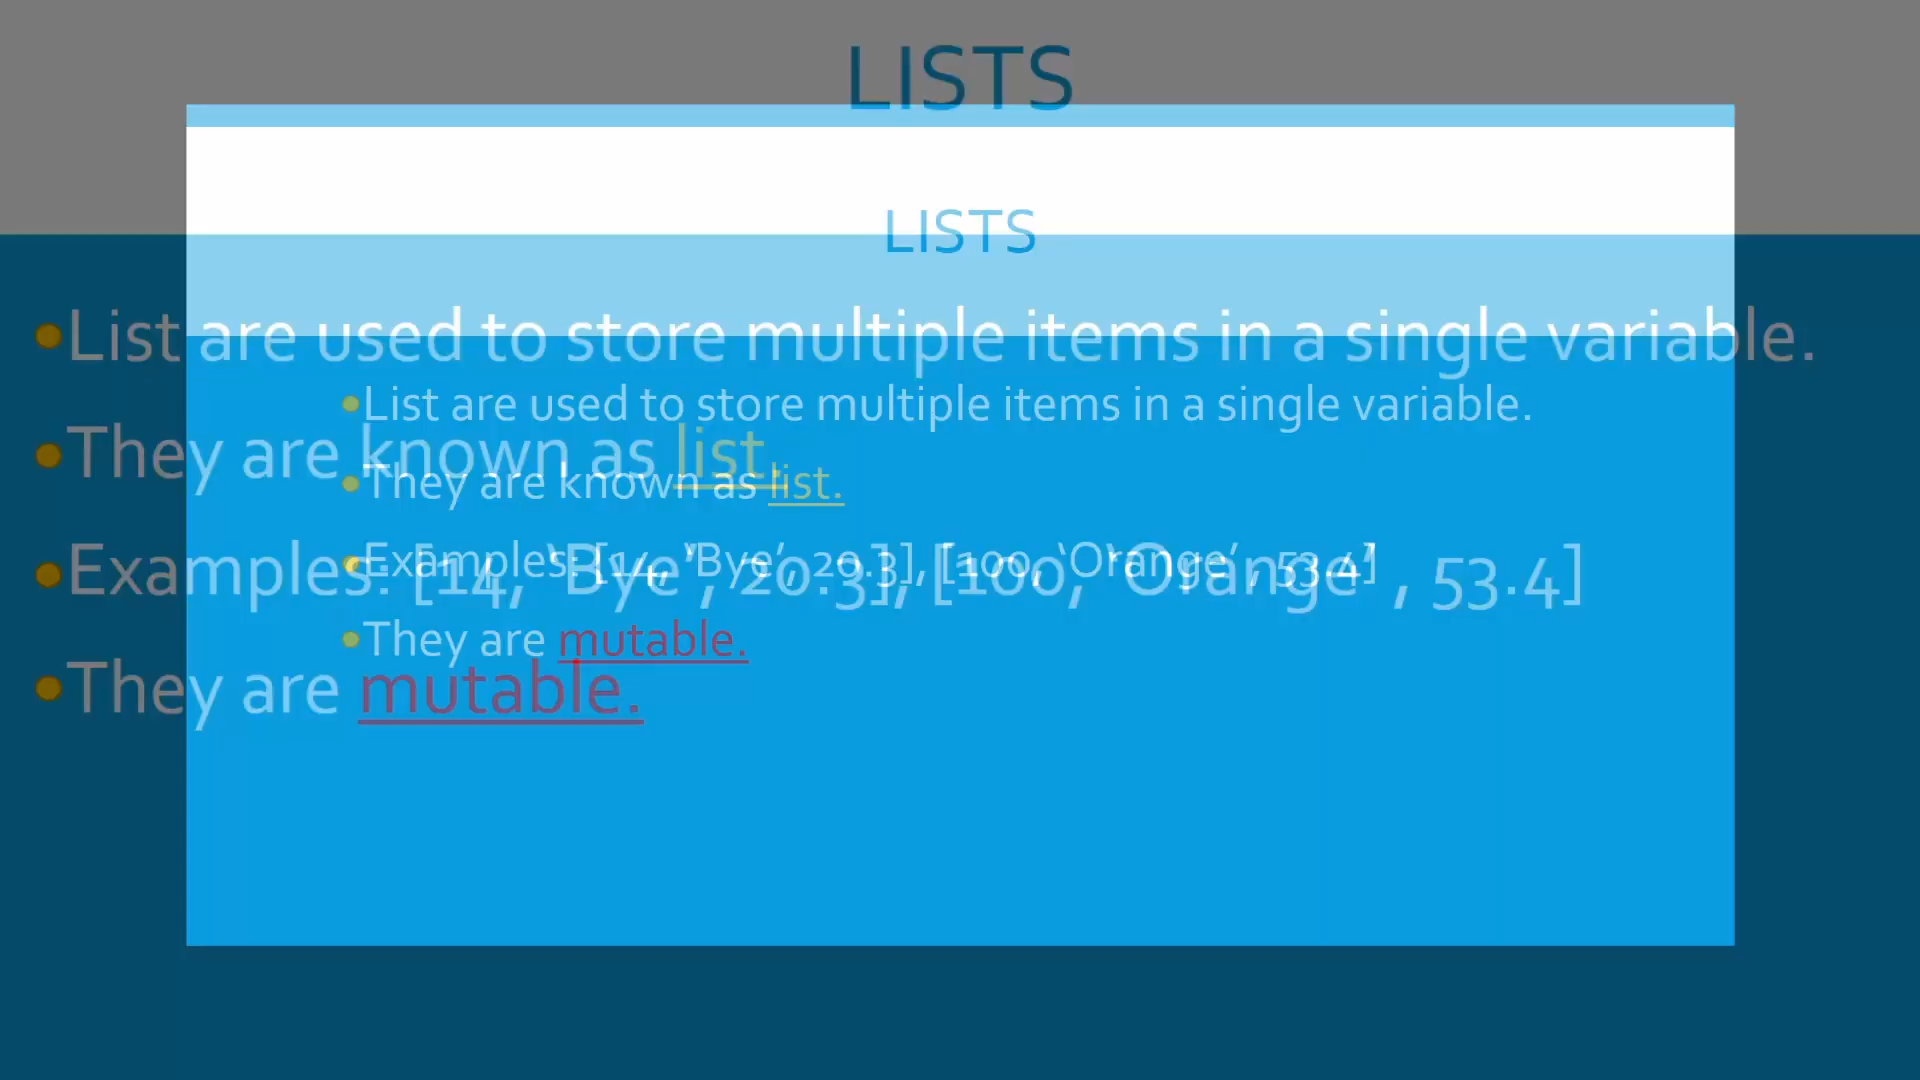 LISTS
LISTS
List are used to store multiple items in a single variable.
List are used to store multiple items in a single variable.
They are known as list.
They are known as list.
Examples: [14, ‘Bye’, 20.3], [100, ‘Orange’ , 53.4]
Examples: [14, ‘Bye’, 20.3], [100, ‘Orange’ , 53.4]
They are mutable.
They are mutable.